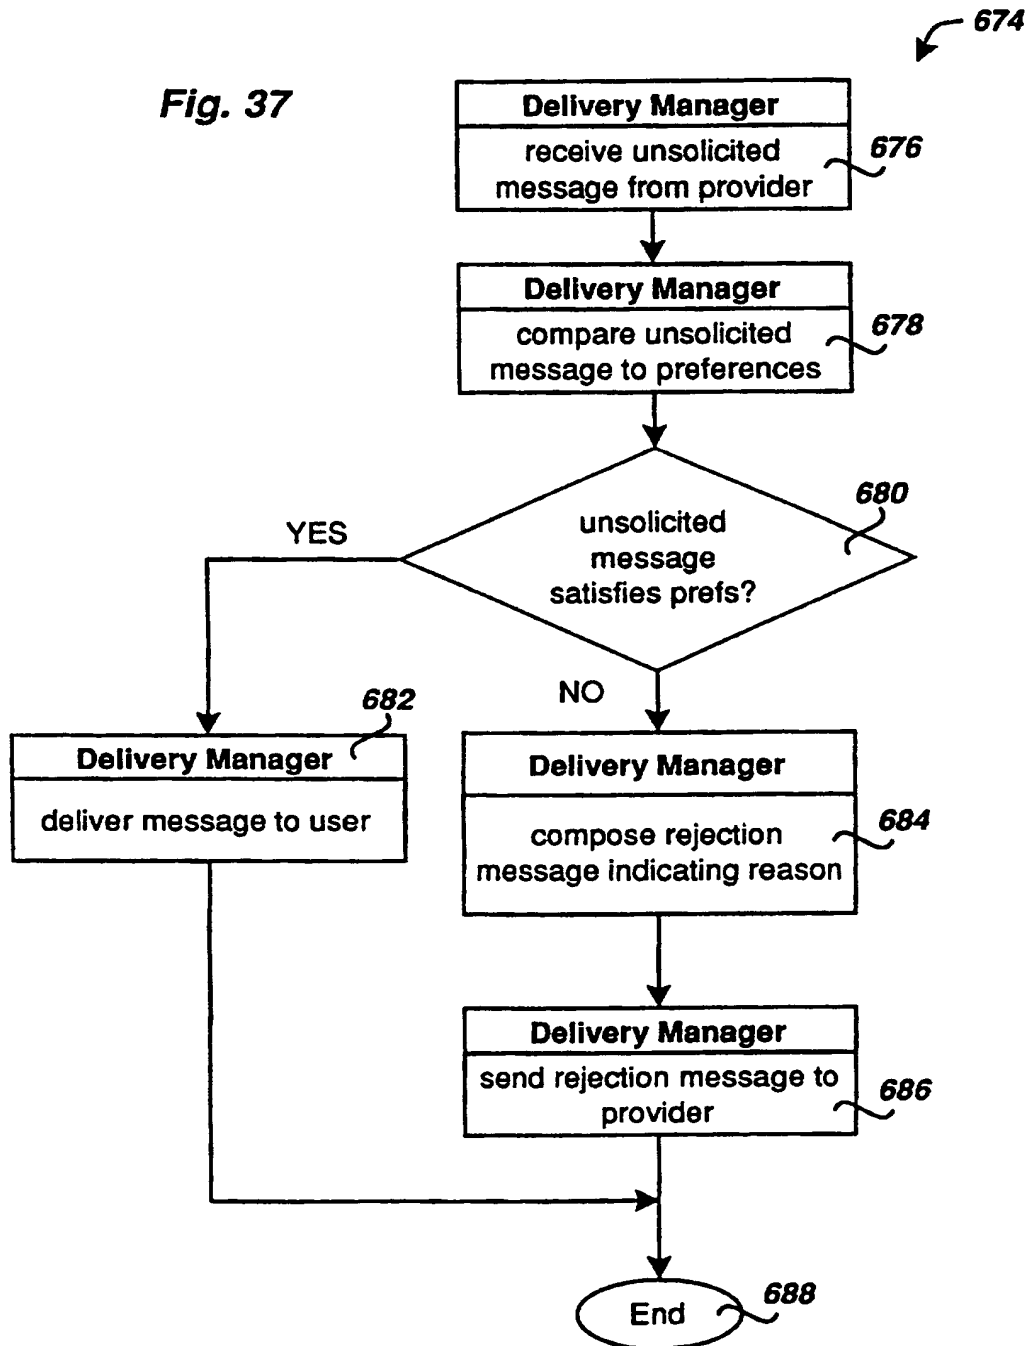 674
Fig. 37
Delivery Manager
receive unsolicited
message from provider
676
Delivery Manager
compare unsolicited
message to preferences
678
unsolicited
message
satisfies prefs?
680
YES
NO
682
Delivery Manager
deliver message to user
Delivery Manager
compose rejection
message indicating reason
684
Delivery Manager
send rejection message to
provider
686
End
688